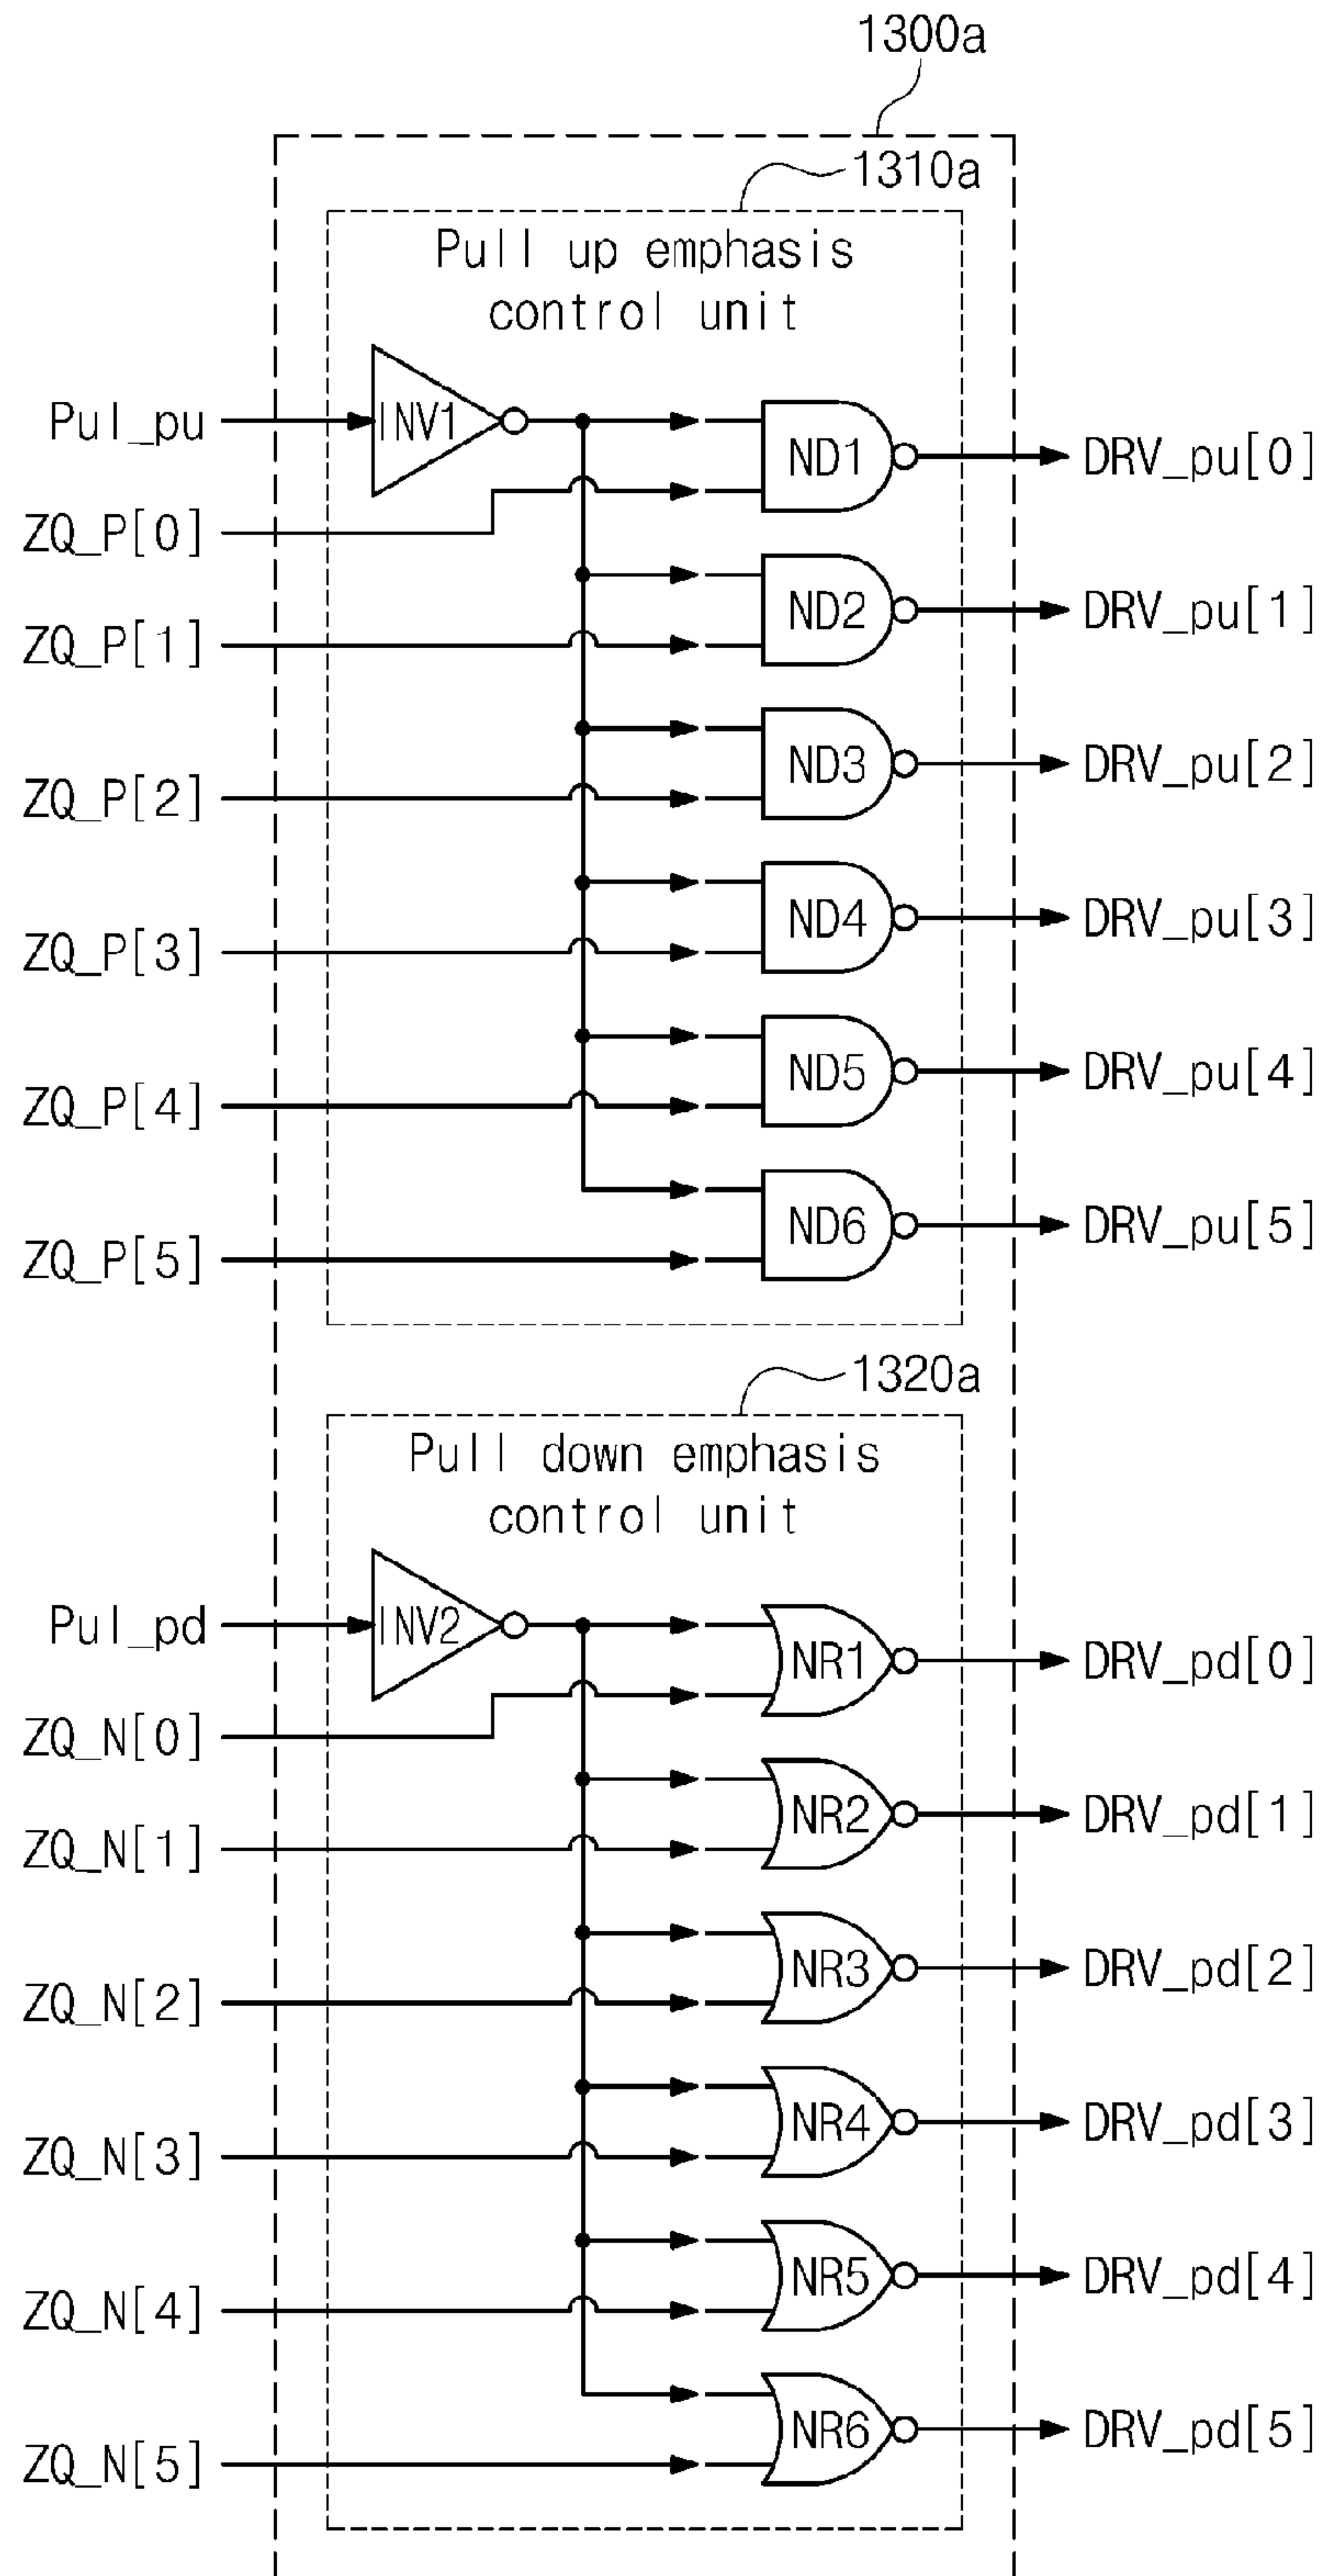 1300a
1310a
Pull up emphasis
control unit
Pul_pu
INV1
ND1
DRV_pu[0]
ZQ_P[0]
ND2
DRV_pu[1]
ZQ_P[1]
ND3
DRV_pu[2]
ZQ_P[2]
ND4
DRV_pu[3]
ZQ_P[3]
ND5
DRV_pu[4]
ZQ_P[4]
ND6
DRV_pu[5]
ZQ_P[5]
1320a
Pull down emphasis
control unit
Pul_pd
INV2
NR1
DRV_pd[0]
ZQ_N[0]
NR2
DRV_pd[1]
ZQ_N[1]
NR3
DRV_pd[2]
ZQ_N[2]
NR4
DRV_pd[3]
ZQ_N[3]
NR5
DRV_pd[4]
ZQ_N[4]
NR6
DRV_pd[5]
ZQ_N[5]